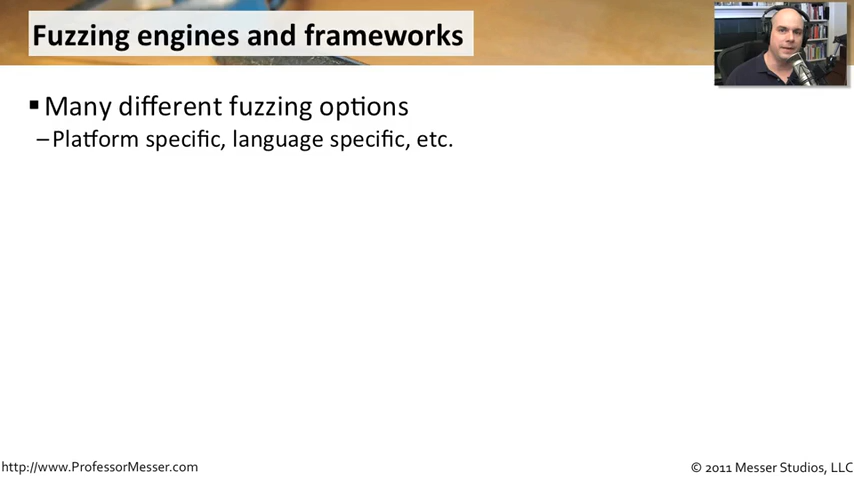 Fuzzing engines and frameworks
▪ Many different fuzzing options
–Platform specific, language specific, etc.
http://www.ProfessorMesser.com
© 2011 Messer Studios, LLC